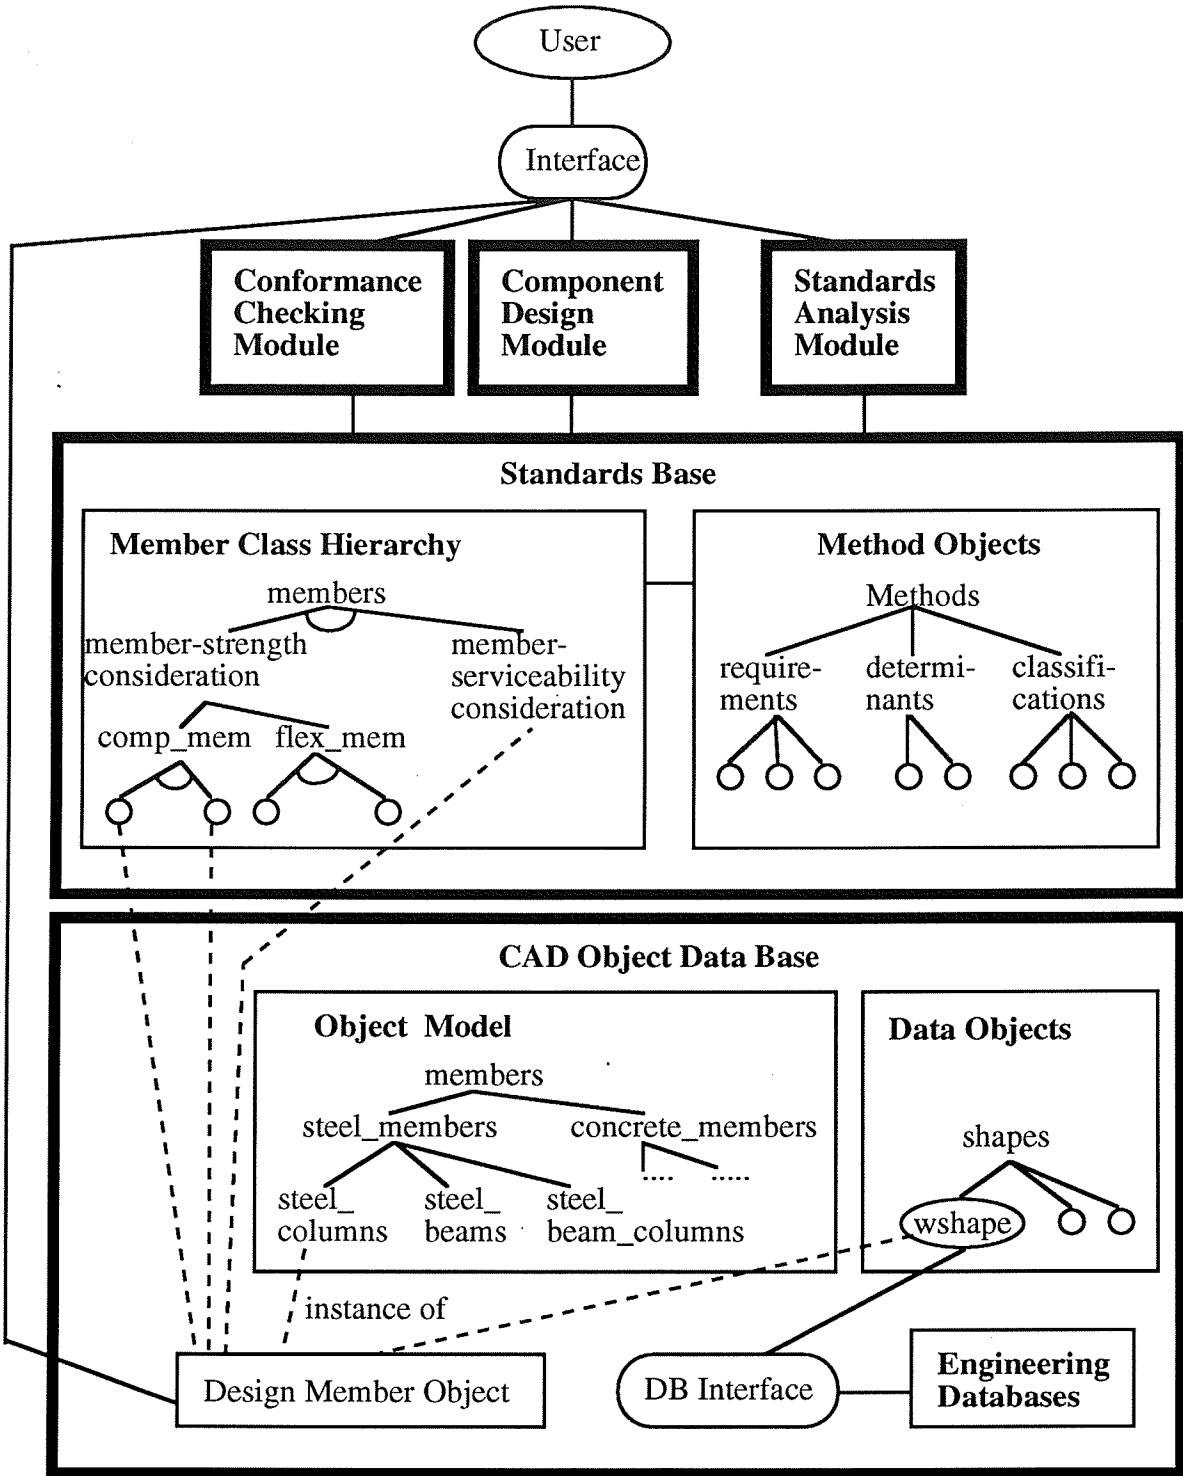 User
Interface
Conformance
Checking
Module
Component
Design
Module
Standards
Analysis
Module
Standards Base
Member Class Hierarchy
members
member-strength
consideration
member-
serviceability
consideration
comp_mem
flex_mem
Method Objects
Methods
require-
ments
determi-
nants
classifi-
cations
CAD Object Data Base
Object Model
members
steel_members
concrete_members
.... .....
steel_
columns
steel_
beams
steel_
beam_columns
Data Objects
shapes
wshape
instance of
Design Member Object
DB Interface
Engineering
Databases